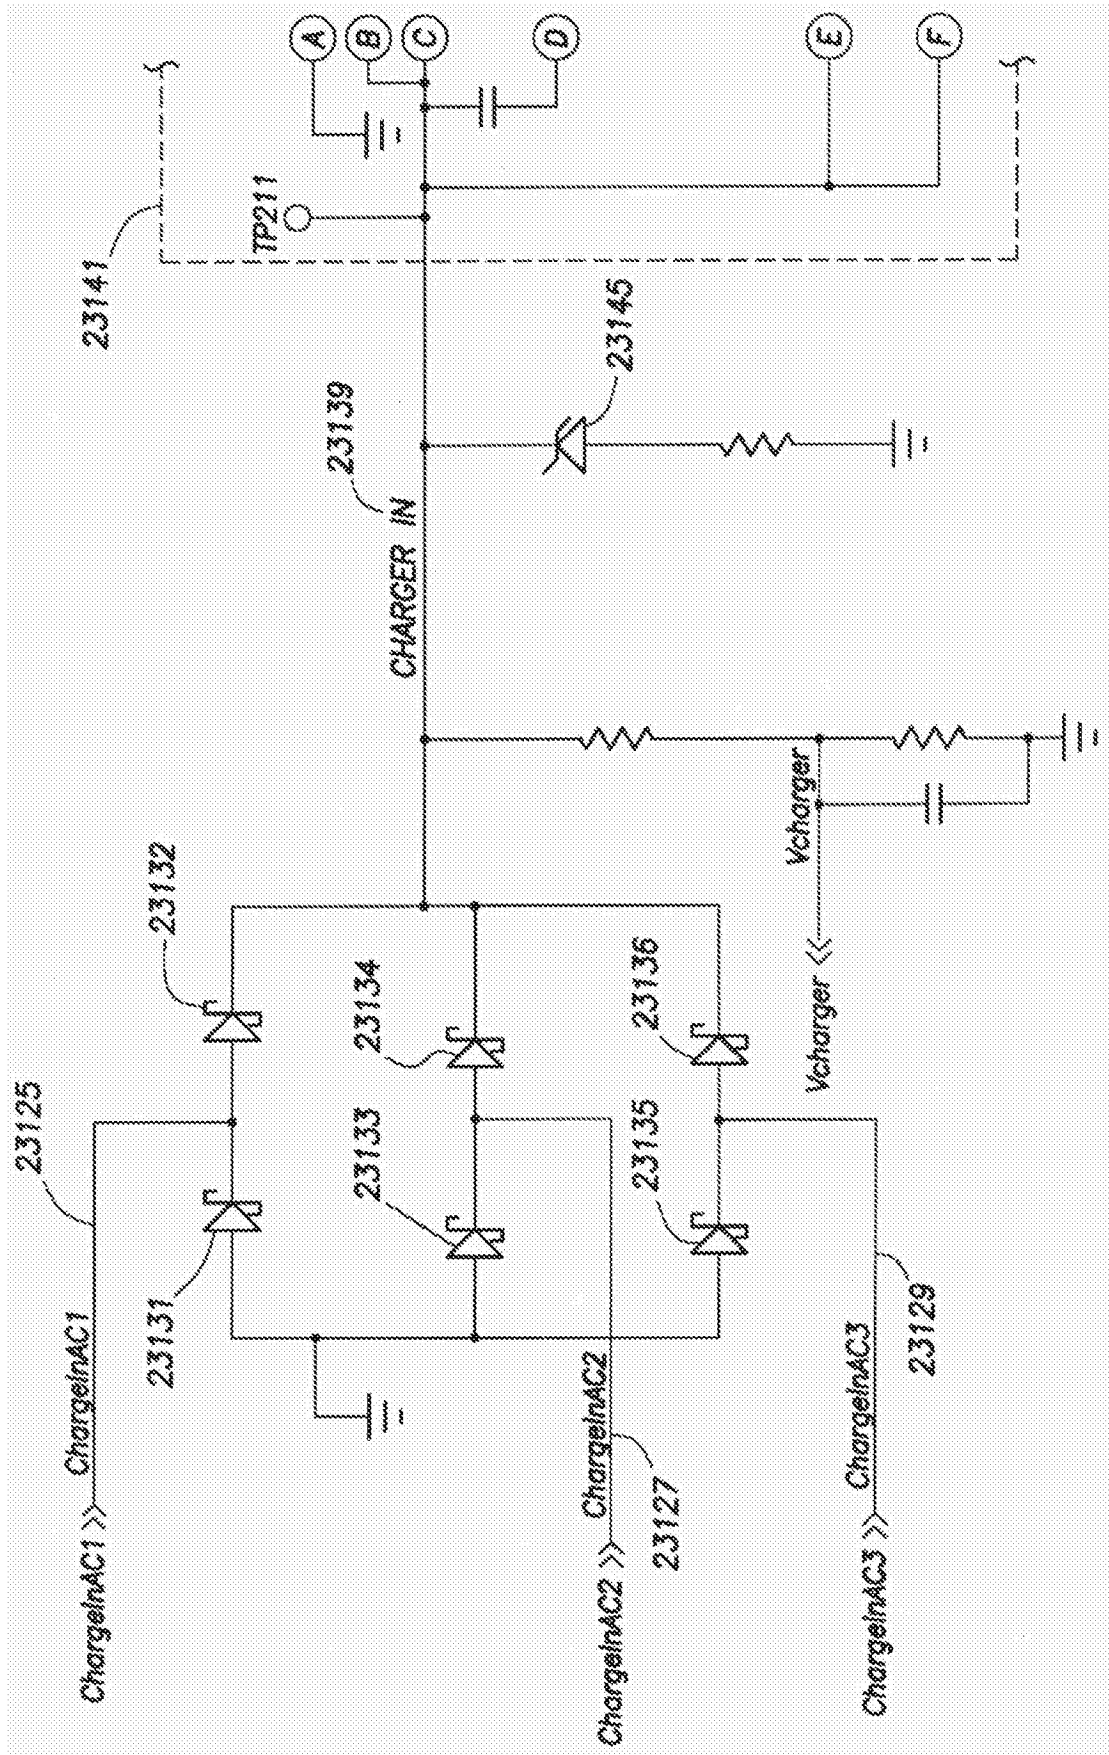 A
B
C
D
E
F
TP211
23141
23145
23139
CHARGER IN
Vcharger
Vcharger
23132
23134
23136
23125
23133
23135
23131
ChargeInAC1
ChargeInAC1
ChargeInAC2
ChargeInAC2
23127
ChargeInAC3
ChargeInAC3
23129